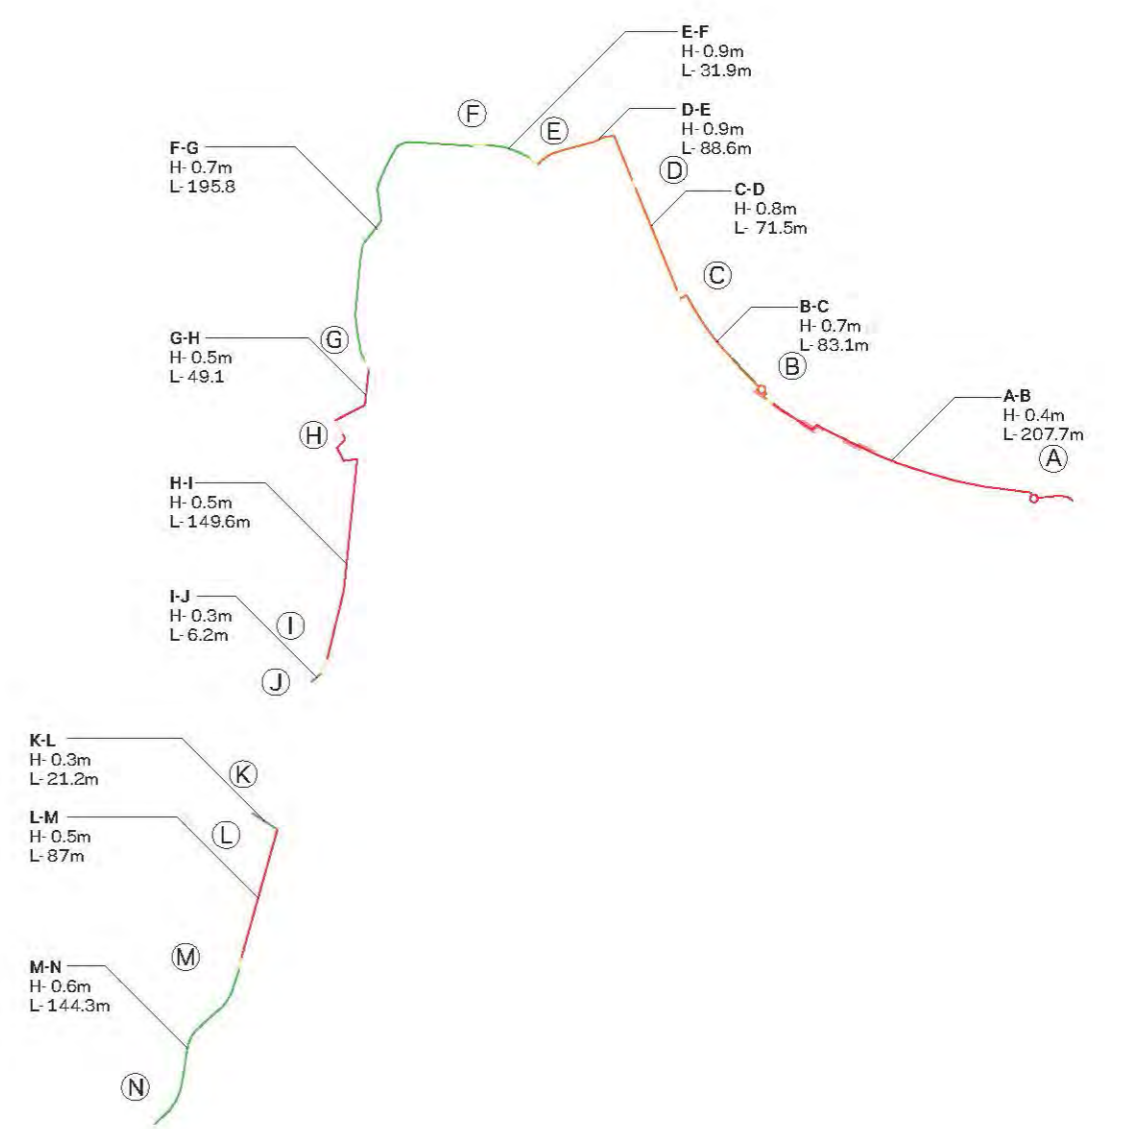 E-F
H- 0.9m
L- 31.9m
D-E
H- 0.9m
L- 88.6m
F
E
F-G
H- 0.7m
L- 195.8
D
C-D
H- 0.8m
L- 71.5m
C
B-C
H- 0.7m
L- 83.1m
G-H
H- 0.5m
L- 49.1
G
B
A-B
H- 0.4m
L- 207.7m
A
H
H-I
H- 0.5m
L- 149.6m
I-J
H- 0.3m
L- 6.2m
I
J
K-L
H- 0.3m
L- 21.2m
K
L-M
H- 0.5m
L- 87m
L
M
M-N
H- 0.6m
L- 144.3m
N